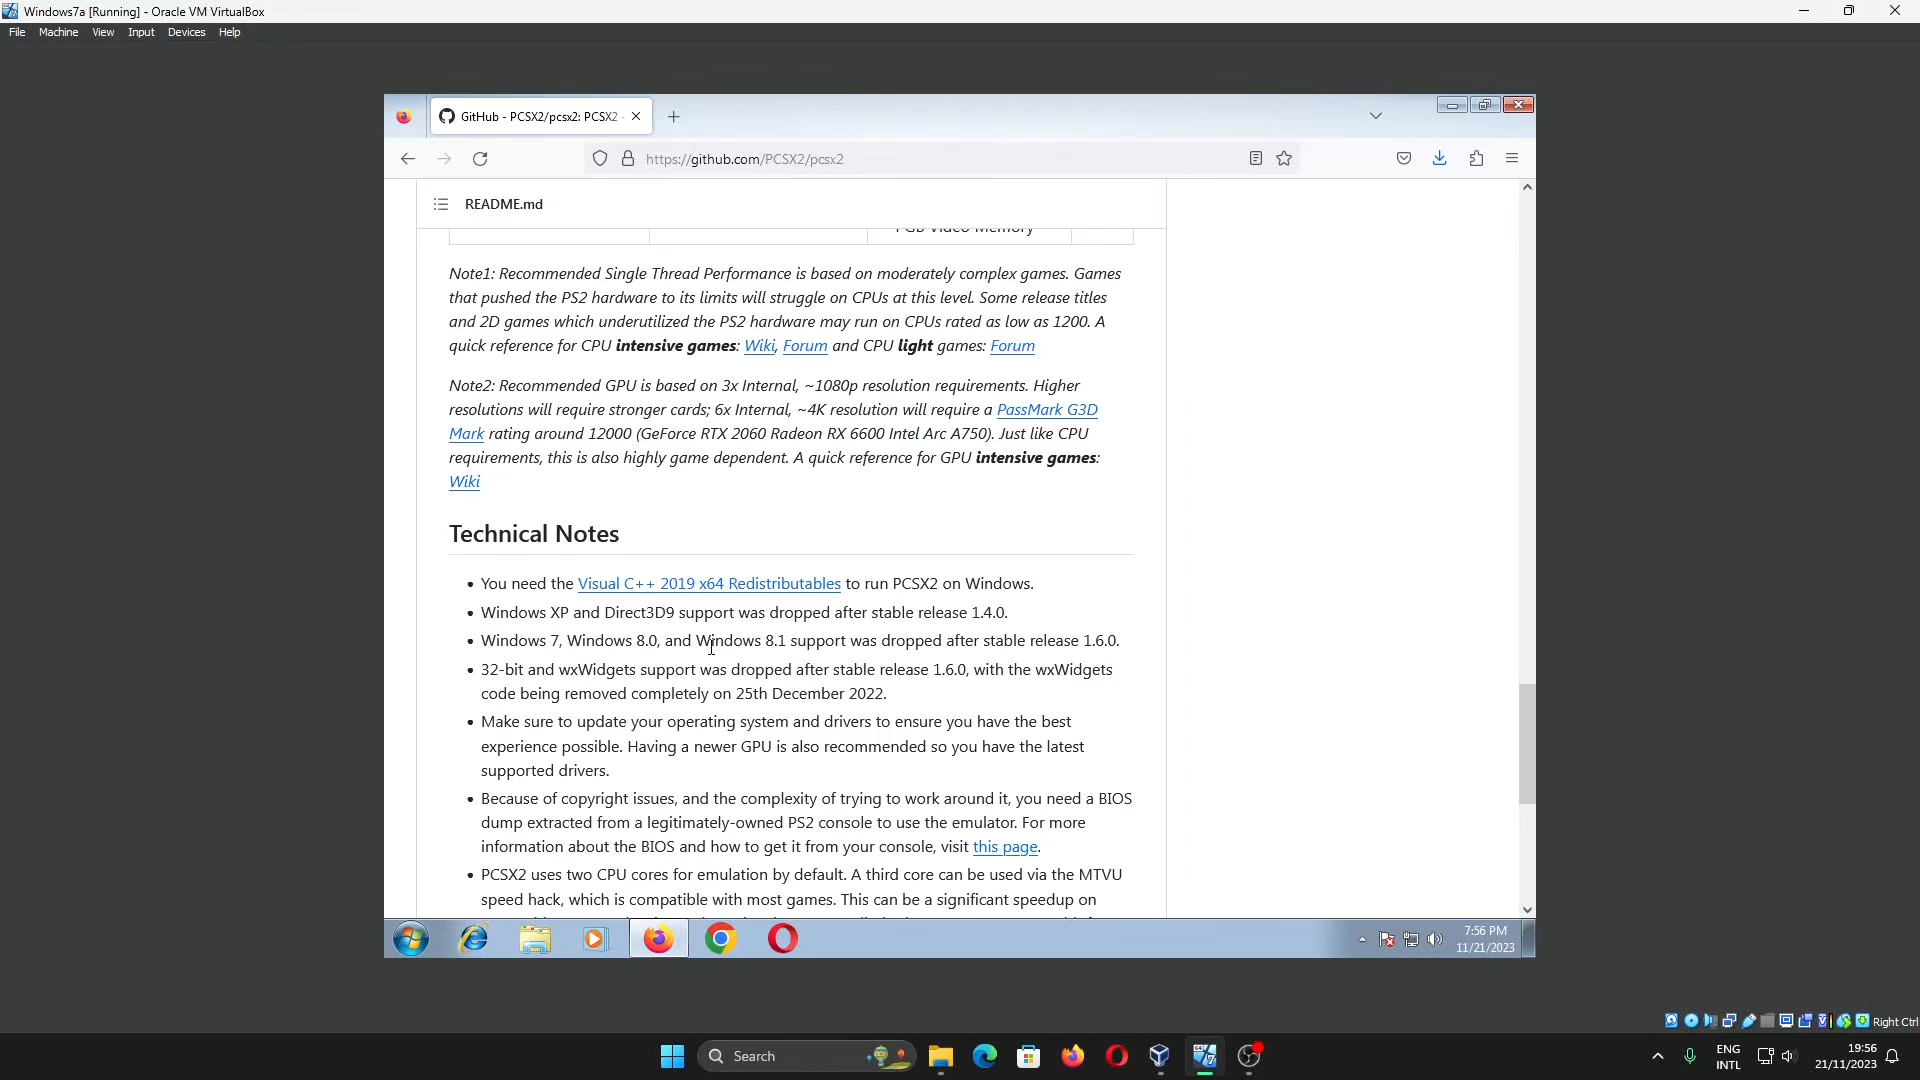 Windows7a [Running] - Oracle VM VirtualBox
File Machine View Input Devices Help
GitHub - PCSX2/pcsx2: PCSX2 -
https://github.com/PCSX2/pcsx2
README.md
Note1: Recommended Single Thread Performance is based on moderately complex games. Games
that pushed the PS2 hardware to its limits will struggle on CPUs at this level. Some release titles
and 2D games which underutilized the PS2 hardware may run on CPUs rated as low as 1200. A
quick reference for CPU intensive games: Wiki, Forum and CPU light games: Forum
Note2: Recommended GPU is based on 3x Internal, ~1080p resolution requirements. Higher
resolutions will require stronger cards; 6x Internal, ~4K resolution will require a PassMark G3D
Mark rating around 12000 (GeForce RTX 2060 Radeon RX 6600 Intel Arc A750). Just like CPU
requirements, this is also highly game dependent. A quick reference for GPU intensive games:
Wiki
Technical Notes
• You need the Visual C++ 2019 x64 Redistributables to run PCSX2 on Windows.
• Windows XP and Direct3D9 support was dropped after stable release 1.4.0.
• Windows 7, Windows 8.0, and Windows 8.1 support was dropped after stable release 1.6.0.
• 32-bit and wxWidgets support was dropped after stable release 1.6.0, with the wxWidgets
code being removed completely on 25th December 2022.
• Make sure to update your operating system and drivers to ensure you have the best
experience possible. Having a newer GPU is also recommended so you have the latest
supported drivers.
• Because of copyright issues, and the complexity of trying to work around it, you need a BIOS
dump extracted from a legitimately-owned PS2 console to use the emulator. For more
information about the BIOS and how to get it from your console, visit this page.
• PCSX2 uses two CPU cores for emulation by default. A third core can be used via the MTVU
speed hack, which is compatible with most games. This can be a significant speedup on
7:56 PM
11/21/2023
Right Ctrl
Search
ENG
INTL
19:56
21/11/2023